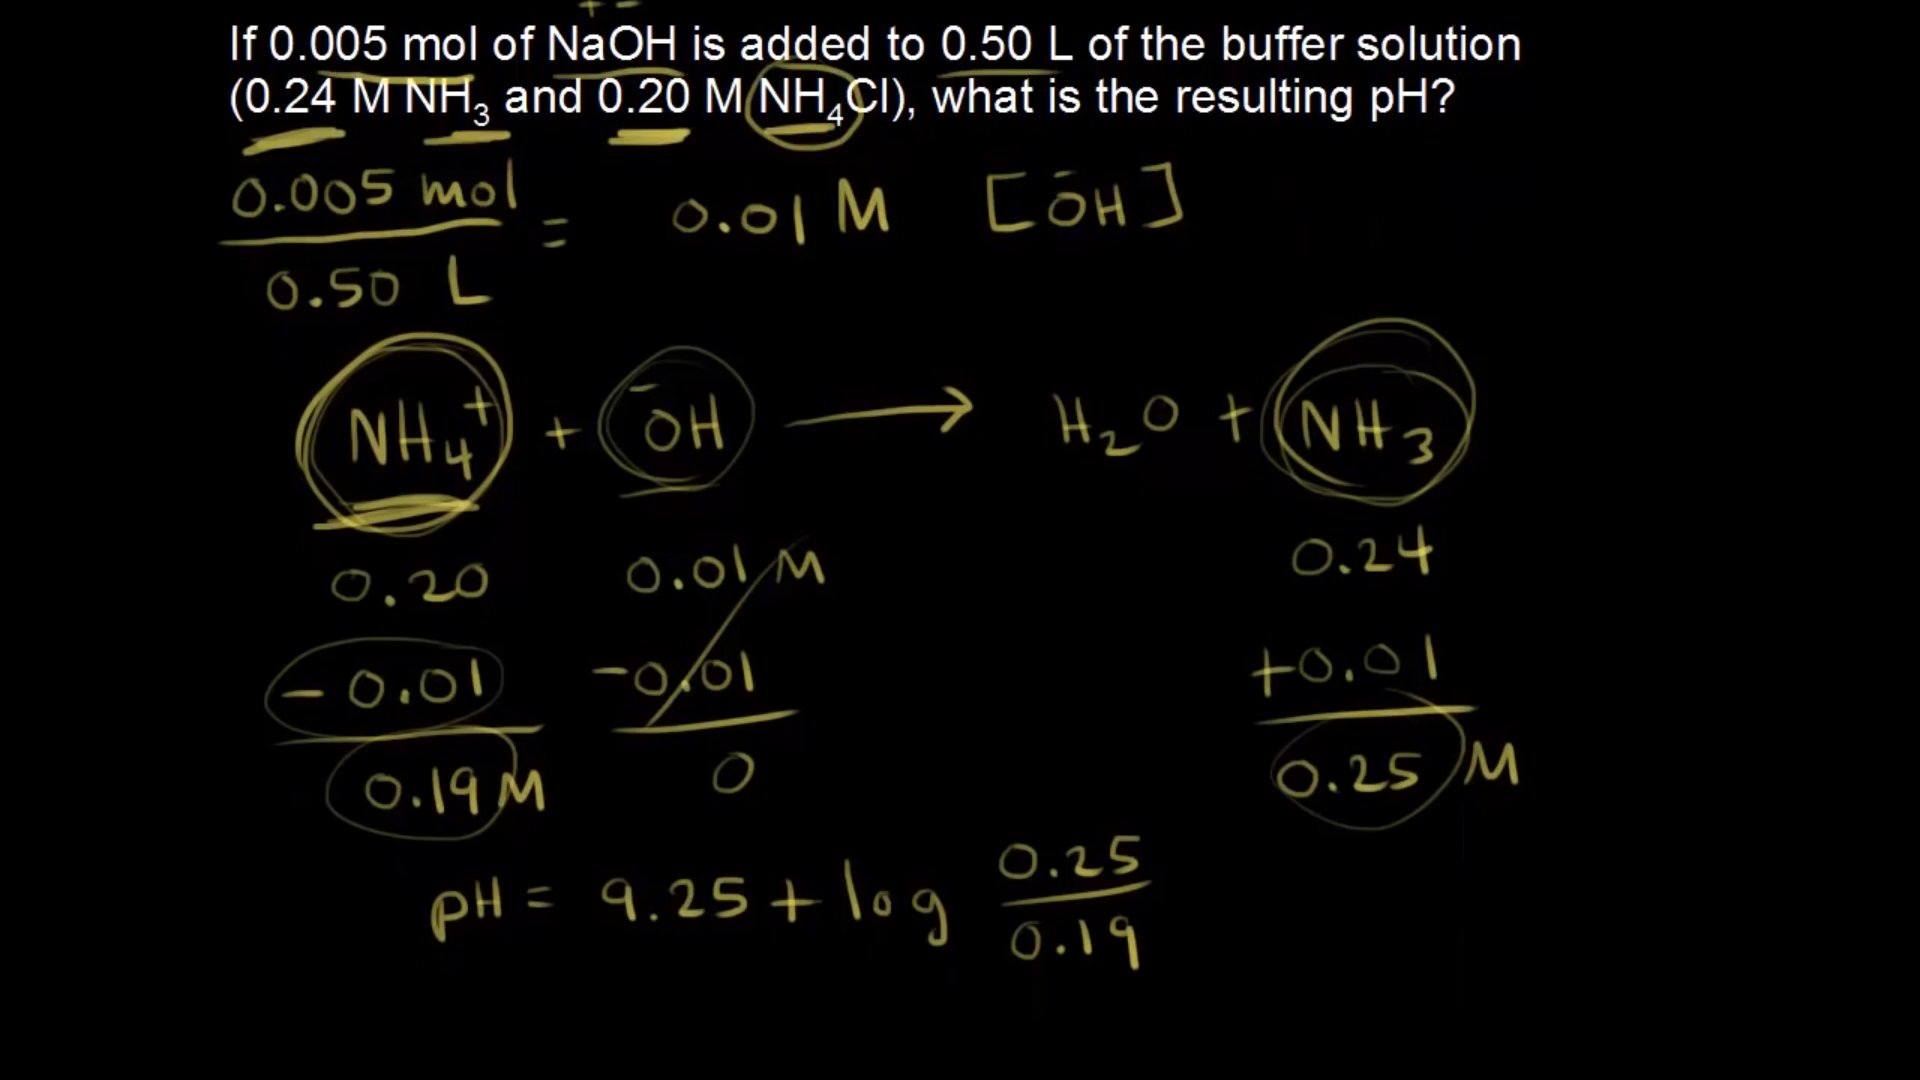 If 0.005 mol of NaOH is added to 0.50 L of the buffer solution
(0.24 M NH₃ and 0.20 M NH₄Cl), what is the resulting pH?
0.005 mol
0.50 L
= 0.01 M [⁻OH]
NH₄⁺ + ⁻OH → H₂O + NH₃
0.20 0.01 M 0.24
-0.01 -0.01 +0.01
0.19 M 0 0.25 M
pH = 9.25 + log 0.25
0.19